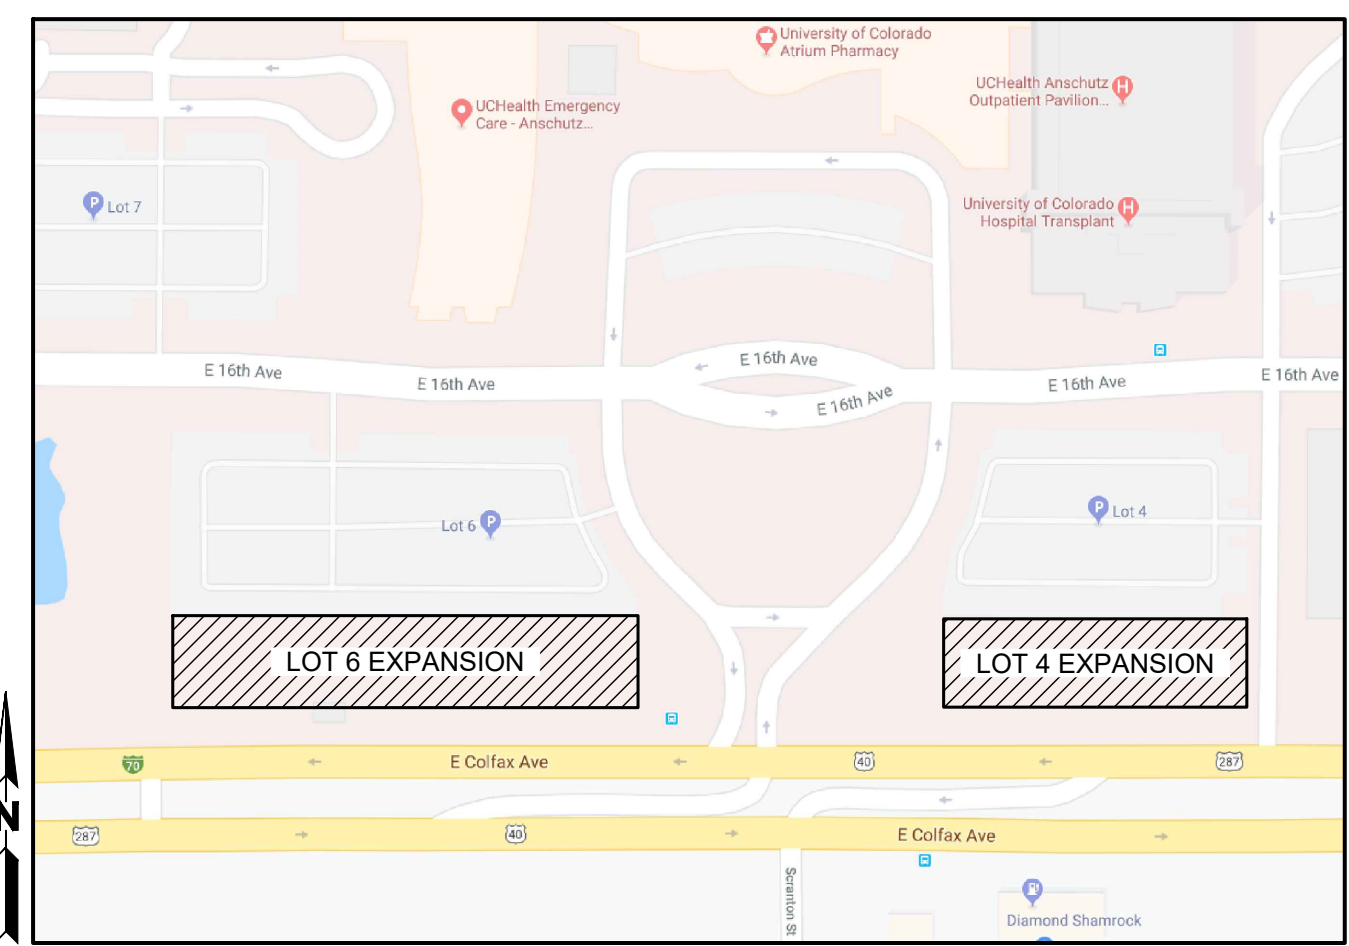 University of Colorado
Atrium Pharmacy
UCHealth Anschutz
Outpatient Pavilion...
H
UCHealth Emergency
Care - Anschutz...
P
Lot 7
University of Colorado
Hospital Transplant
H
E 16th Ave
E 16th Ave
E 16th Ave
E 16th Ave
E 16th Ave
E 16th Ave
Lot 6
P
P
Lot 4
LOT 6 EXPANSION
LOT 4 EXPANSION
70
E Colfax Ave
40
287
N
287
40
E Colfax Ave
Scranton St
Diamond Shamrock